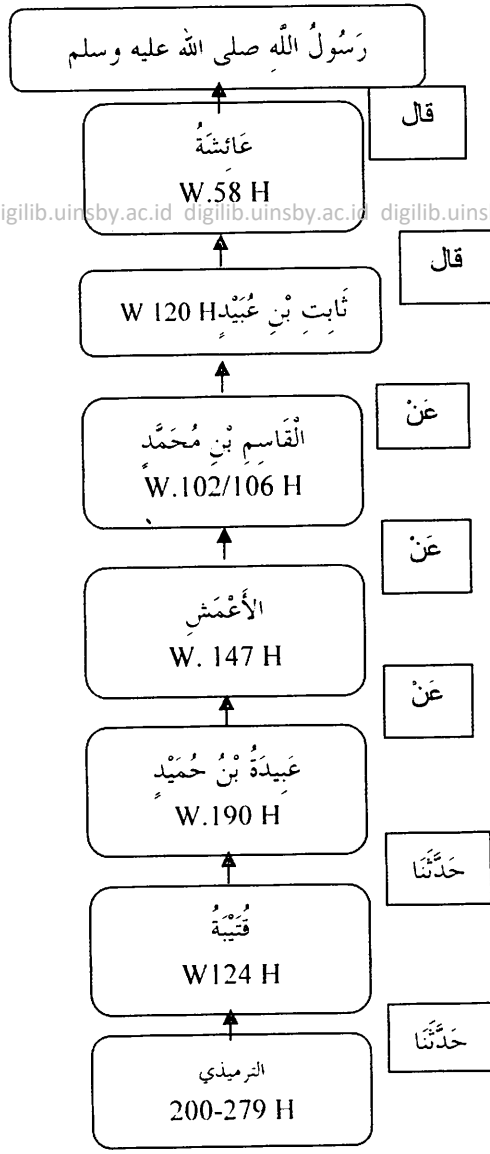 رَسُولُ اللَّهِ صلى الله عليه وسلم
قال
عَائِشَةُ
W.58 H
digilib.uinsby.ac.id digilib.uinsby.ac.id digilib.uins
قال
ثَابِتِ بْنِ عُبَيْدٍ W 120 H
عَنْ
الْقَاسِمِ بْنِ مُحَمَّدٍ
W.102/106 H
عَنْ
الأَعْمَشِ
W. 147 H
عَنْ
عَبِيدَةُ بْنُ حُمَيْدٍ
W.190 H
حَدَّثَنَا
قُتَيْبَةُ
W124 H
حَدَّثَنَا
الترميذي
200-279 H